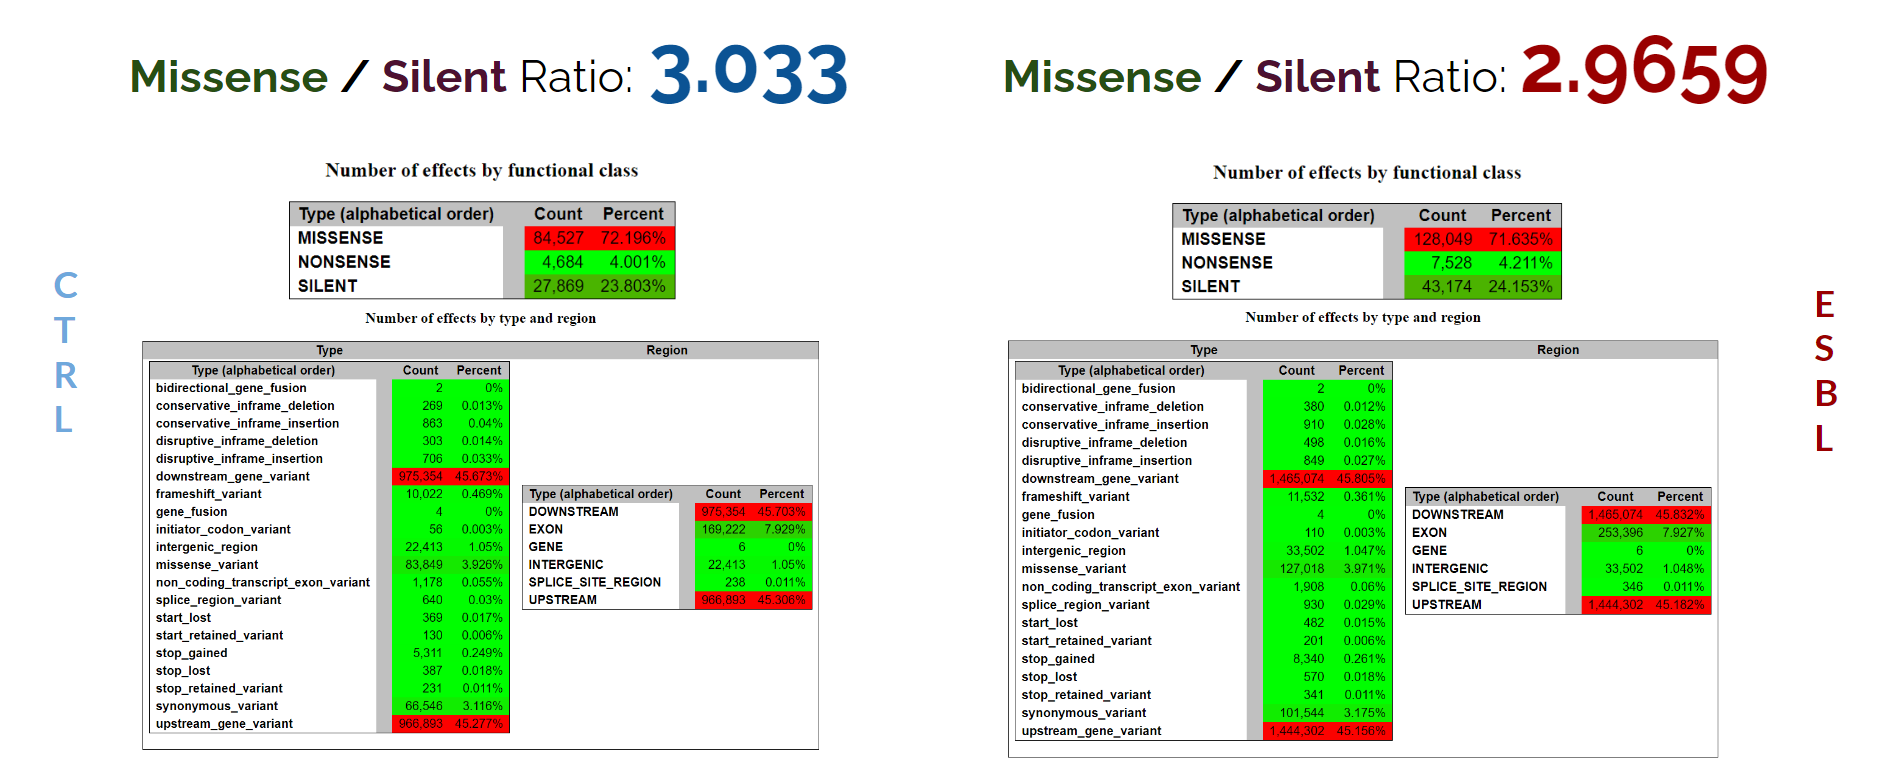 Missense / Silent Ratio: 3.033
Number of effects by functional class
Type (alphabetical order) Count Percent
MISSENSE 84,527 72.196%
NONSENSE 4,684 4.001%
SILENT 27,869 23.803%
Number of effects by type and region
Type Region
Type (alphabetical order) Count Percent
bidirectional_gene_fusion 2 0%
conservative_inframe_deletion 269 0.013%
conservative_inframe_insertion 863 0.04%
disruptive_inframe_deletion 303 0.014%
disruptive_inframe_insertion 706 0.033%
downstream_gene_variant 975,354 45.673%
frameshift_variant 10,022 0.469%
gene_fusion 4 0%
initiator_codon_variant 56 0.003%
intergenic_region 22,413 1.05%
missense_variant 83,849 3.926%
non_coding_transcript_exon_variant 1,178 0.055%
splice_region_variant 640 0.03%
start_lost 369 0.017%
start_retained_variant 130 0.006%
stop_gained 5,311 0.249%
stop_lost 387 0.018%
stop_retained_variant 231 0.011%
synonymous_variant 66,546 3.116%
upstream_gene_variant 966,893 45.277%
Type (alphabetical order) Count Percent
DOWNSTREAM 975,354 45.703%
EXON 169,222 7.929%
GENE 6 0%
INTERGENIC 22,413 1.05%
SPLICE_SITE_REGION 238 0.011%
UPSTREAM 966,893 45.306%
C
T
R
L
Missense / Silent Ratio: 2.9659
Number of effects by functional class
Type (alphabetical order) Count Percent
MISSENSE 128,049 71.635%
NONSENSE 7,528 4.211%
SILENT 43,174 24.153%
Number of effects by type and region
Type Region
Type (alphabetical order) Count Percent
bidirectional_gene_fusion 2 0%
conservative_inframe_deletion 380 0.012%
conservative_inframe_insertion 910 0.028%
disruptive_inframe_deletion 498 0.016%
disruptive_inframe_insertion 849 0.027%
downstream_gene_variant 1,465,074 45.805%
frameshift_variant 11,532 0.361%
gene_fusion 4 0%
initiator_codon_variant 110 0.003%
intergenic_region 33,502 1.047%
missense_variant 127,018 3.971%
non_coding_transcript_exon_variant 1,908 0.06%
splice_region_variant 930 0.029%
start_lost 482 0.015%
start_retained_variant 201 0.006%
stop_gained 8,340 0.261%
stop_lost 570 0.018%
stop_retained_variant 341 0.011%
synonymous_variant 101,544 3.175%
upstream_gene_variant 1,444,302 45.156%
Type (alphabetical order) Count Percent
DOWNSTREAM 1,465,074 45.832%
EXON 253,396 7.927%
GENE 6 0%
INTERGENIC 33,502 1.048%
SPLICE_SITE_REGION 346 0.011%
UPSTREAM 1,444,302 45.182%
E
S
B
L